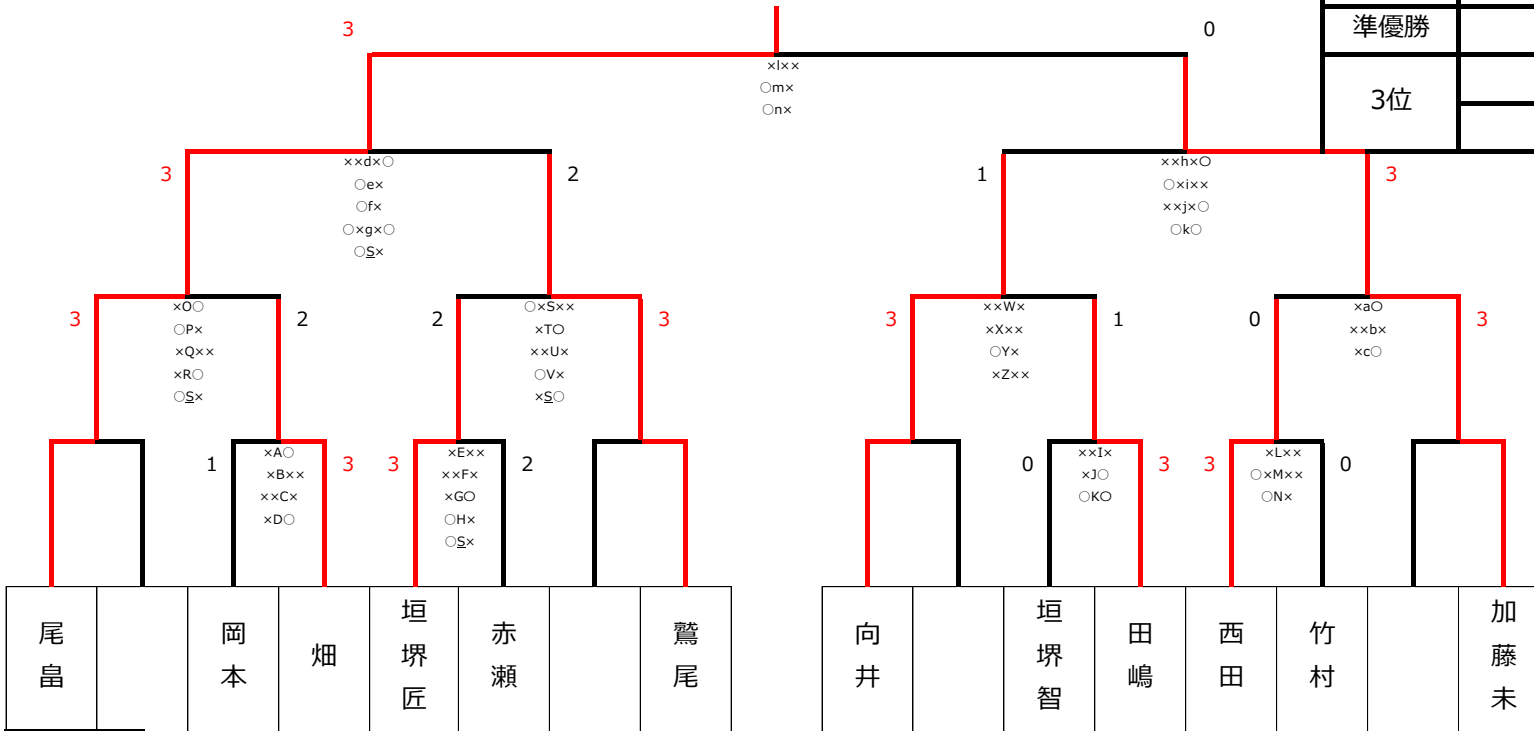 3
0
準優勝
×l××
○m×
○n×
3位
3
××d×○
○e×
○f×
○×g×○
○S×
2
1
××h×○
○×i××
××j×○
○k○
3
3
×O○
○P×
×Q××
×R○
○S×
2
2
○×S××
×T○
××U×
○V×
×S○
3
3
××W×
×X××
○Y×
×Z××
1
0
×a○
××b×
×c○
3
1
×A○
×B××
××C×
×D○
3
3
×E××
××F×
×G○
○H×
○S×
2
0
××I×
×J○
○K○
3
3
×L××
○×M××
○N×
0
尾畠
岡本
畑
垣堺匠
赤瀬
鷲尾
向井
垣堺智
田嶋
西田
竹村
加藤未